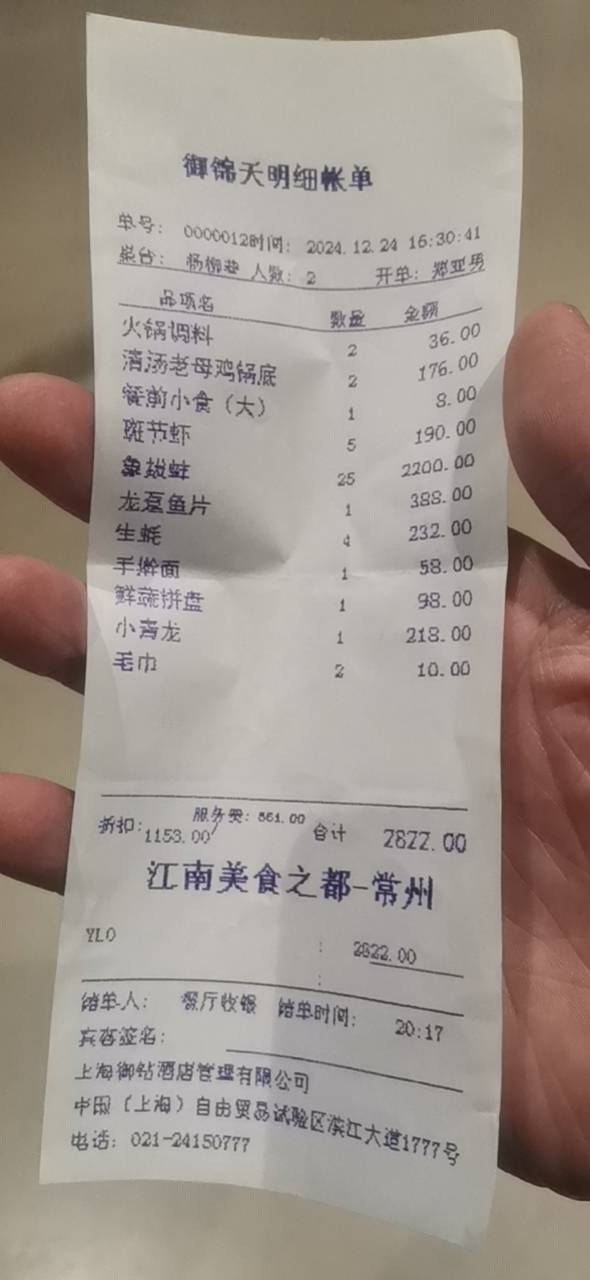 御锦天明细帐单
单号： 0000012时间： 2024.12.24 16:30:41
桌台： 杨柳巷 人数：2 开单：郑亚男
品项名 数量 金额
火锅调料 2 36.00
清汤老母鸡锅底 2 176.00
餐前小食（大） 1 8.00
斑节虾 5 190.00
象拔蚌 25 2200.00
龙趸鱼片 1 388.00
生蚝 4 232.00
手擀面 1 58.00
鲜蔬拼盘 1 98.00
小青龙 1 218.00
毛巾 2 10.00
折扣：1153.00 服务费：361.00 合计 2822.00
江南美食之都-常州
YLO : 2822.00
:
结单人： 餐厅收银 结单时间： 20:17
宾客签名：
上海御钻酒店管理有限公司
中国（上海）自由贸易试验区滨江大道1777号
电话：021-24150777